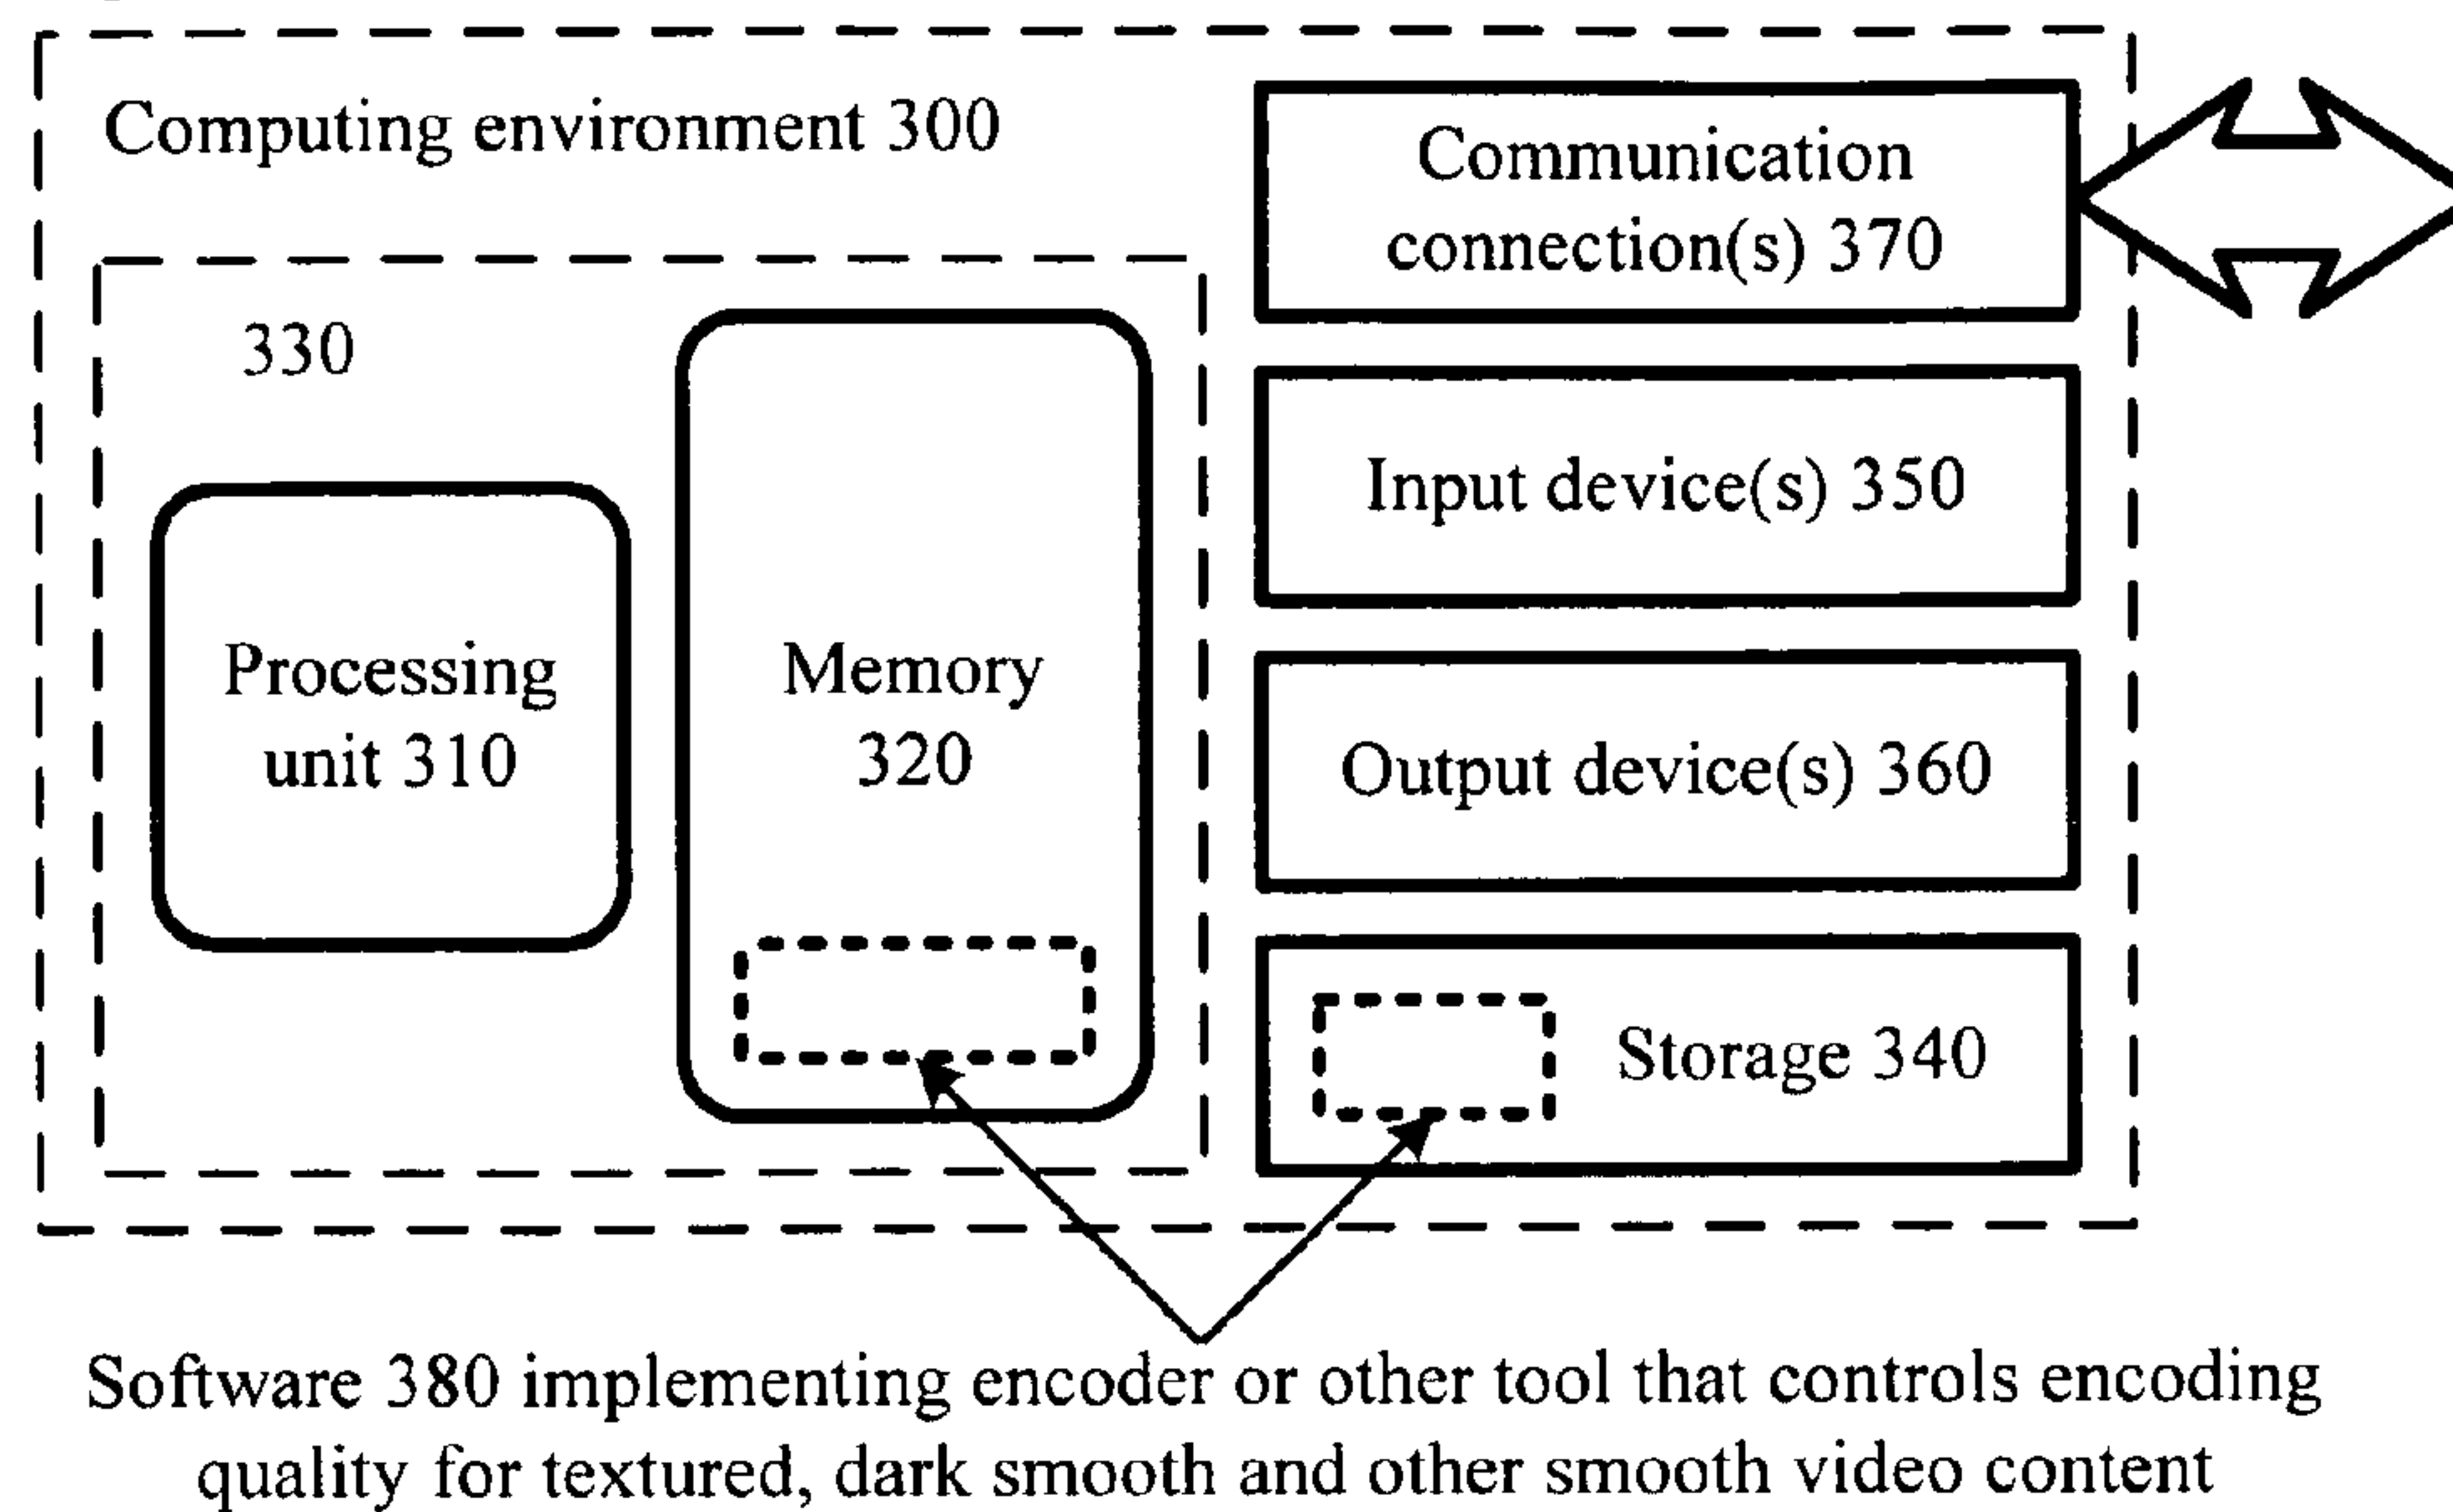 Computing environment 300
Communication
connection(s) 370
330
Input device(s) 350
Processing
unit 310
Memory
320
Output device(s) 360
Storage 340
Software 380 implementing encoder or other tool that controls encoding
quality for textured, dark smooth and other smooth video content